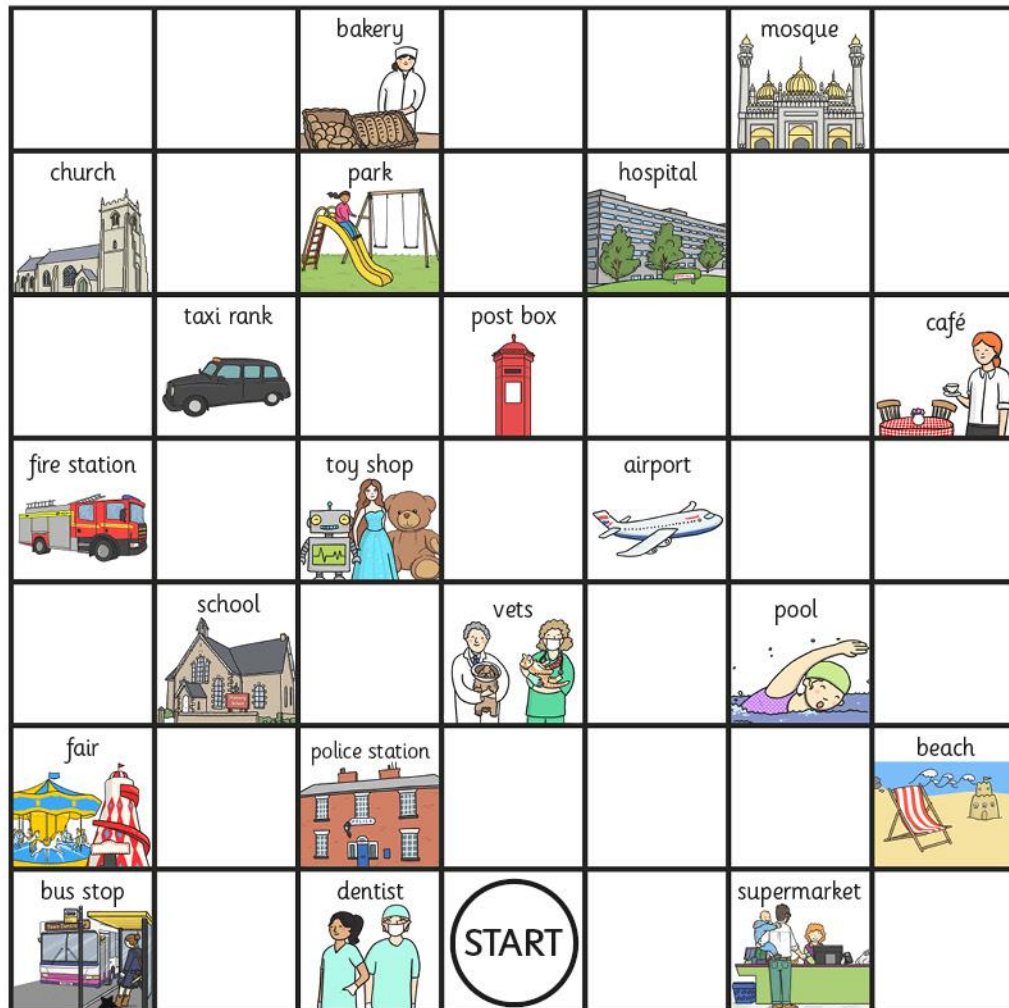 bakery
mosque
church
park
hospital
taxi rank
post box
café
fire station
toy shop
airport
school
vets
pool
fair
police station
beach
POLICE
bus stop
dentist
START
supermarket